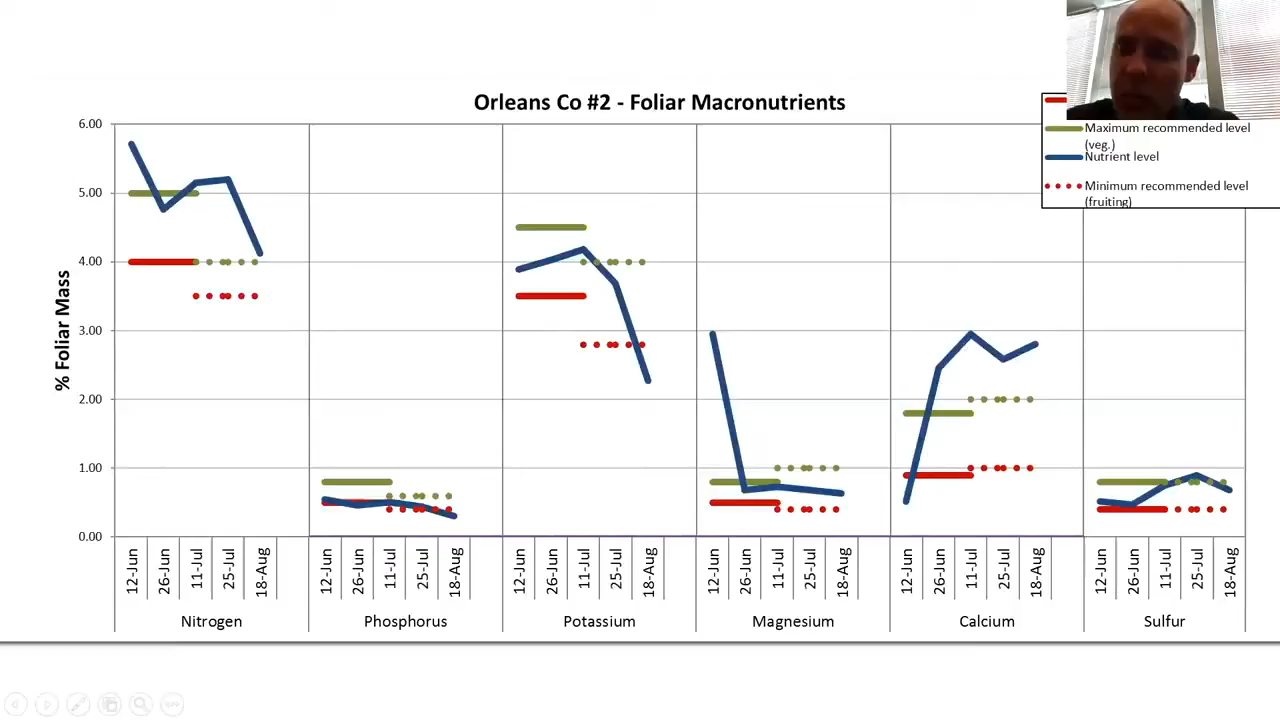 Orleans Co #2 - Foliar Macronutrients
Maximum recommended level
(veg.)
Nutrient level
Minimum recommended level
(fruiting)
% Foliar Mass
6.00
5.00
4.00
3.00
2.00
1.00
0.00
12-Jun 26-Jun 11-Jul 25-Jul 18-Aug 12-Jun 26-Jun 11-Jul 25-Jul 18-Aug 12-Jun 26-Jun 11-Jul 25-Jul 18-Aug 12-Jun 26-Jun 11-Jul 25-Jul 18-Aug 12-Jun 26-Jun 11-Jul 25-Jul 18-Aug 12-Jun 26-Jun 11-Jul 25-Jul 18-Aug
Nitrogen Phosphorus Potassium Magnesium Calcium Sulfur